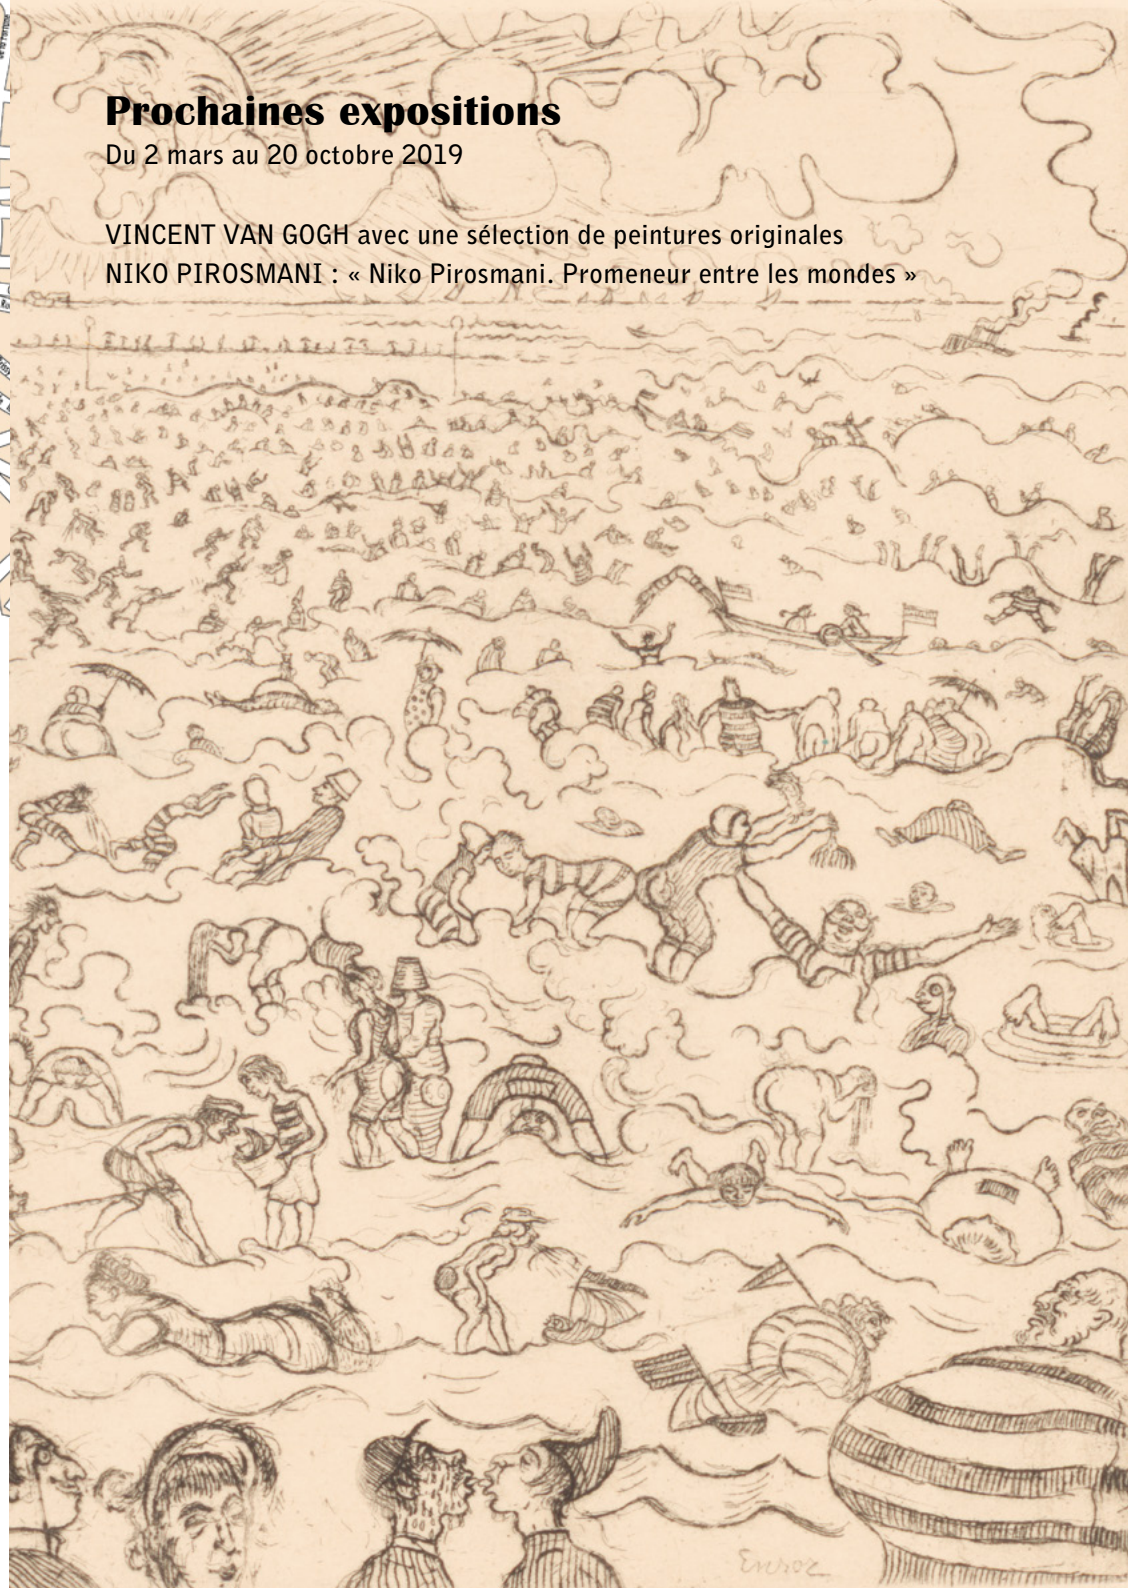 Prochaines expositions
Du 2 mars au 20 octobre 2019
VINCENT VAN GOGH avec une sélection de peintures originales
NIKO PIROSMANI : « Niko Pirosmani. Promeneur entre les mondes »
Ensor